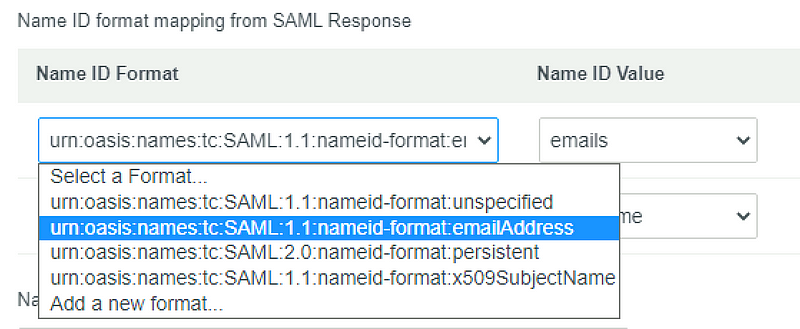 Name ID format mapping from SAML Response
Name ID Format Name ID Value
urn:oasis:names:tc:SAML:1.1:nameid-format:e emails
Select a Format...
urn:oasis:names:tc:SAML:1.1:nameid-format:unspecified
urn:oasis:names:tc:SAML:1.1:nameid-format:emailAddress
me
urn:oasis:names:tc:SAML:2.0:nameid-format:persistent
urn:oasis:names:tc:SAML:1.1:nameid-format:x509SubjectName
Add a new format...
Na